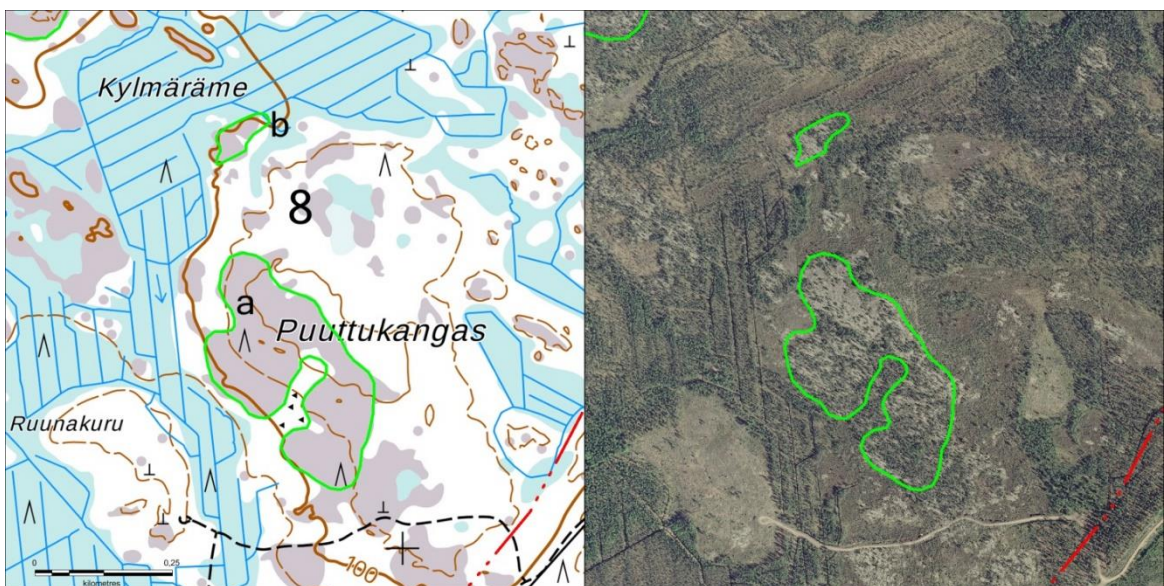 Kylmäräme
b
8
a
Puuttukangas
Ruunakuru
0 0,25
kilometres
100